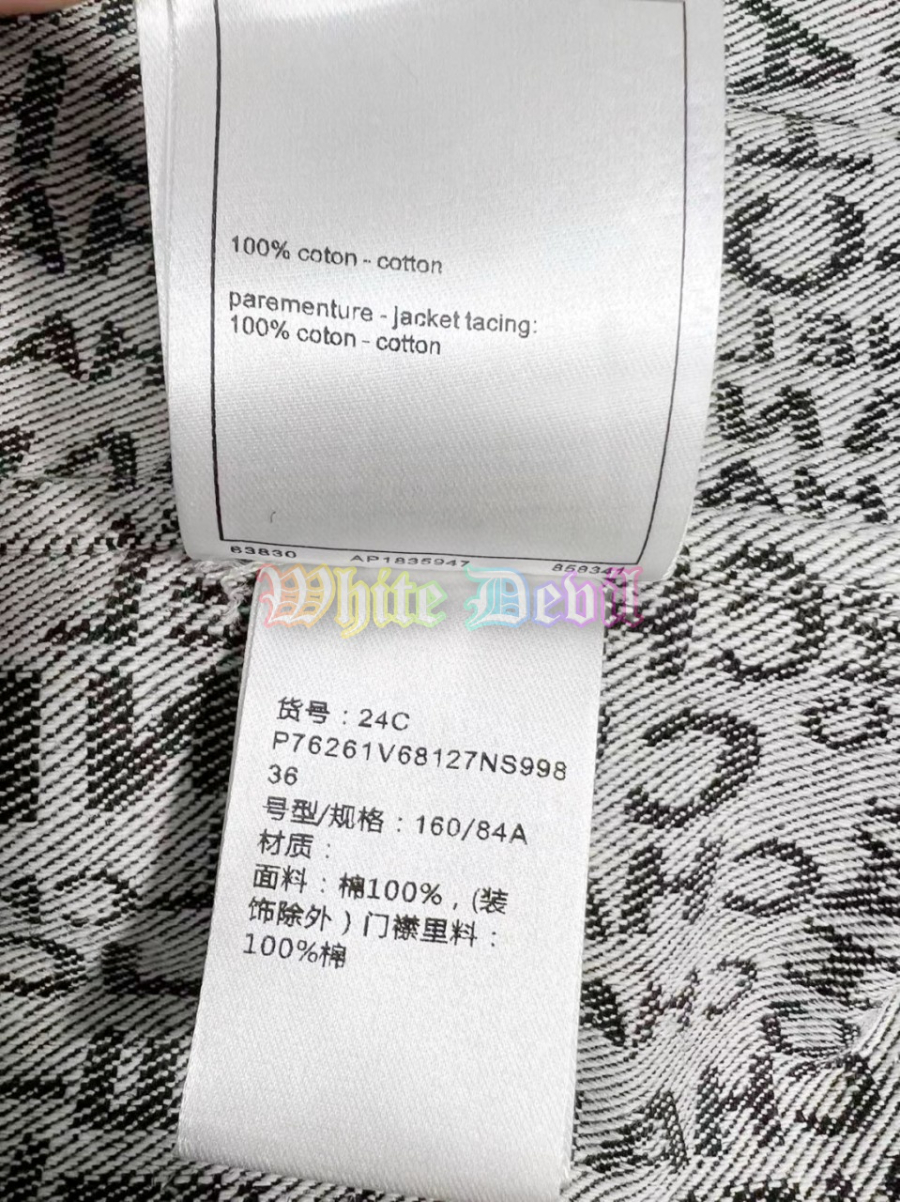 100% coton - cotton
parementure - jacket tacing:
100% coton - cotton
63830 AP1835947 858341
White Devil
货号：24C
P76261V68127NS998
36
号型/规格：160/84A
材质：
面料：棉100%，(装
饰除外）门襟里料：
100%棉